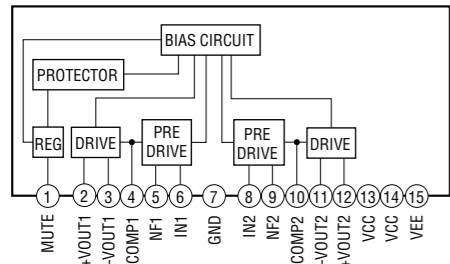 BIAS CIRCUIT
PROTECTOR
REG
DRIVE
PRE
DRIVE
PRE
DRIVE
DRIVE
1 2 3 4 5 6 7 8 9 10 11 12 13 14 15
MUTE
+VOUT1
-VOUT1
COMP1
NF1
IN1
GND
IN2
NF2
COMP2
-VOUT2
+VOUT2
VCC
VCC
VEE